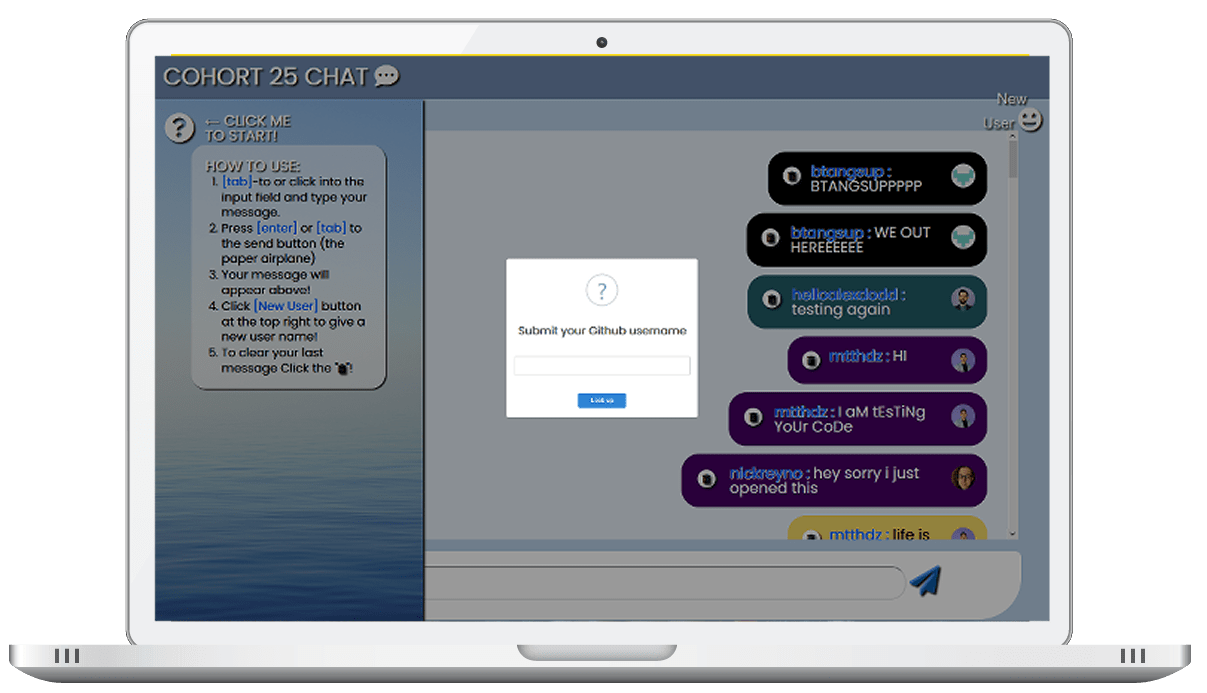 COHORT 25 CHAT
New
User
?
← CLICK ME
TO START!
HOW TO USE:
1. [tab]-to or click into the
input field and type your
message.
2. Press [enter] or [tab] to
the send button (the
paper airplane)
3. Your message will
appear above!
4. Click [New User] button
at the top right to give a
new user name!
5. To clear your last
message Click the !
btangsup :
BTANGSUPPPPP
btangsup : WE OUT
HEREEEEEE
helloalexdodd :
testing again
mtthdz : HI
mtthdz : I aM tEsTiNg
YoUr CoDe
nickreyno : hey sorry i just
opened this
mtthdz : life is
?
Submit your Github username
Look up